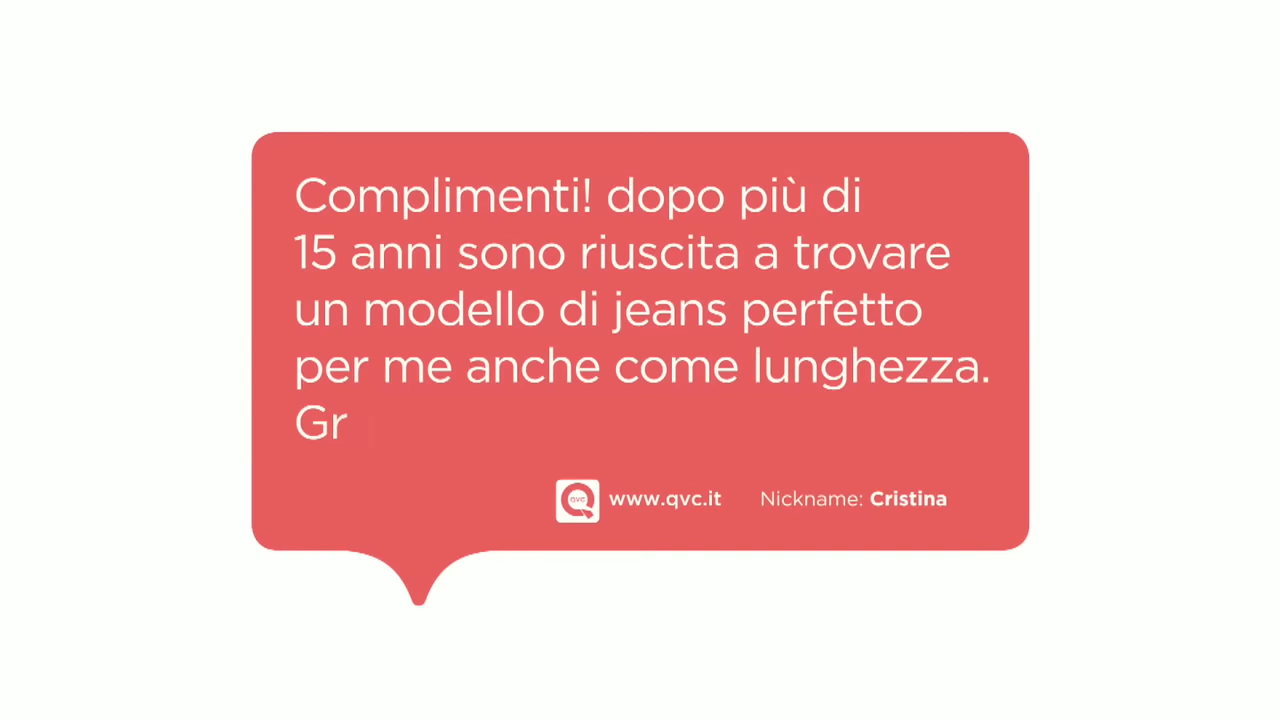 Complimenti! dopo più di
15 anni sono riuscita a trovare
un modello di jeans perfetto
per me anche come lunghezza.
Gr
QVC www.qvc.it Nickname: Cristina